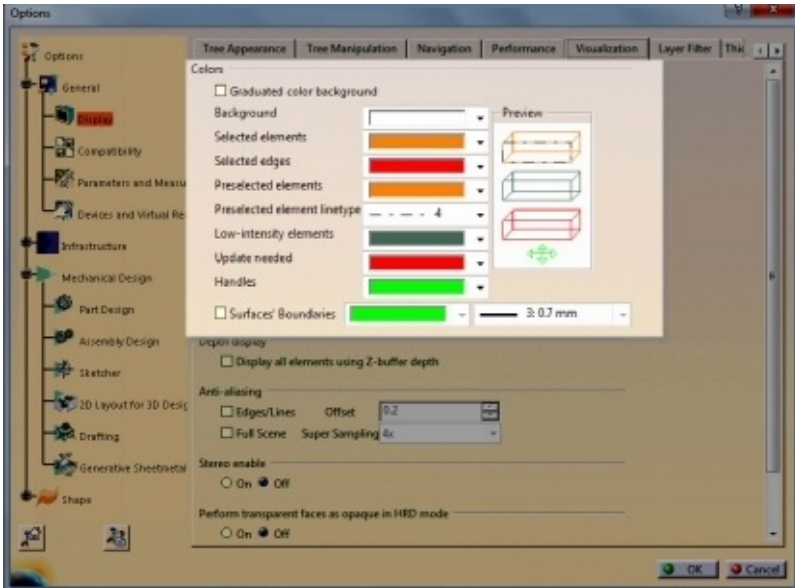 Options
Options
General
Display
Compatibility
Parameters and Measu
Devices and Virtual Re
Infrastructure
Mechanical Design
Part Design
Assembly Design
Sketcher
2D Layout for 3D Desig
Drafting
Generative Sheetmetal
Shape
Tree Appearance Tree Manipulation Navigation Performance Visualization Layer Filter Thic
Colors
Graduated color background
Background
Preview
Selected elements
Selected edges
Preselected elements
Preselected element linetype 4
Low-intensity elements
Update needed
Handles
Surfaces' Boundaries 3: 0.7 mm
Depth display
Display all elements using Z-buffer depth
Anti-aliasing
Edges/Lines Offset 0.2
Full Scene Super Sampling 4x
Stereo enable
On Off
Perform transparent faces as opaque in HRD mode
On Off
OK Cancel